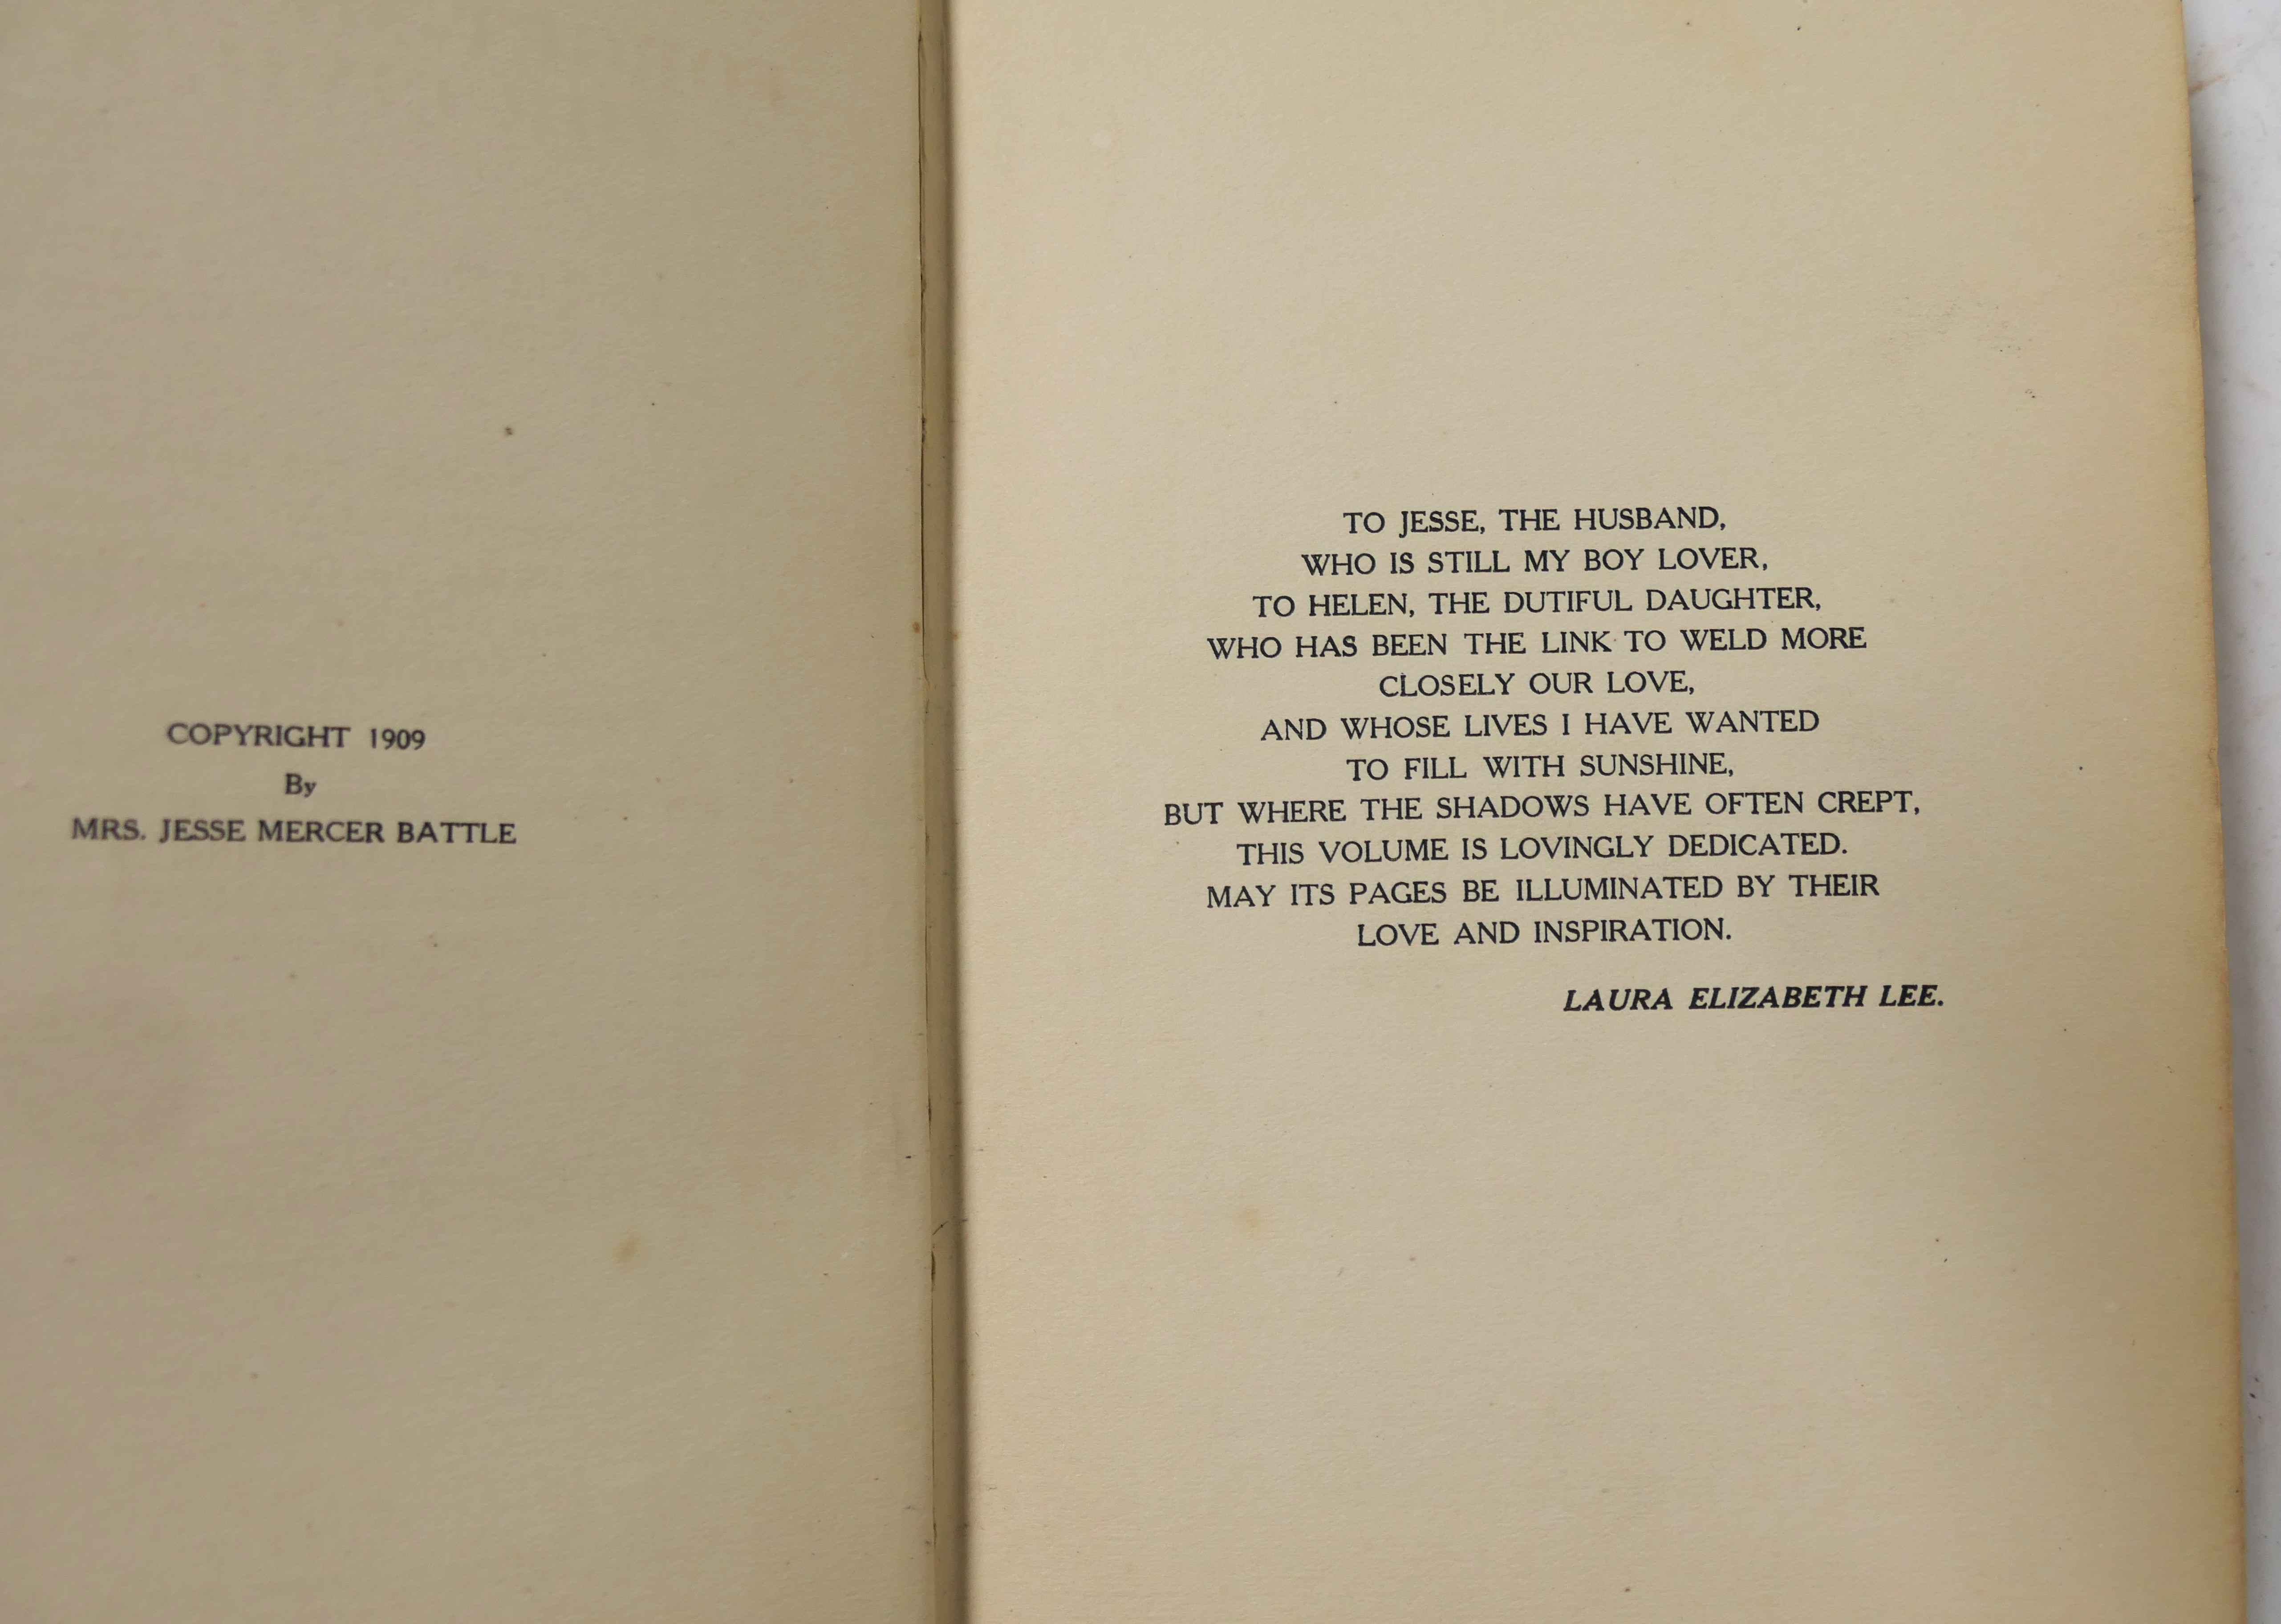 COPYRIGHT 1909
By
MRS. JESSE MERCER BATTLE
TO JESSE, THE HUSBAND,
WHO IS STILL MY BOY LOVER,
TO HELEN, THE DUTIFUL DAUGHTER,
WHO HAS BEEN THE LINK TO WELD MORE
CLOSELY OUR LOVE,
AND WHOSE LIVES I HAVE WANTED
TO FILL WITH SUNSHINE,
BUT WHERE THE SHADOWS HAVE OFTEN CREPT,
THIS VOLUME IS LOVINGLY DEDICATED.
MAY ITS PAGES BE ILLUMINATED BY THEIR
LOVE AND INSPIRATION.
LAURA ELIZABETH LEE.